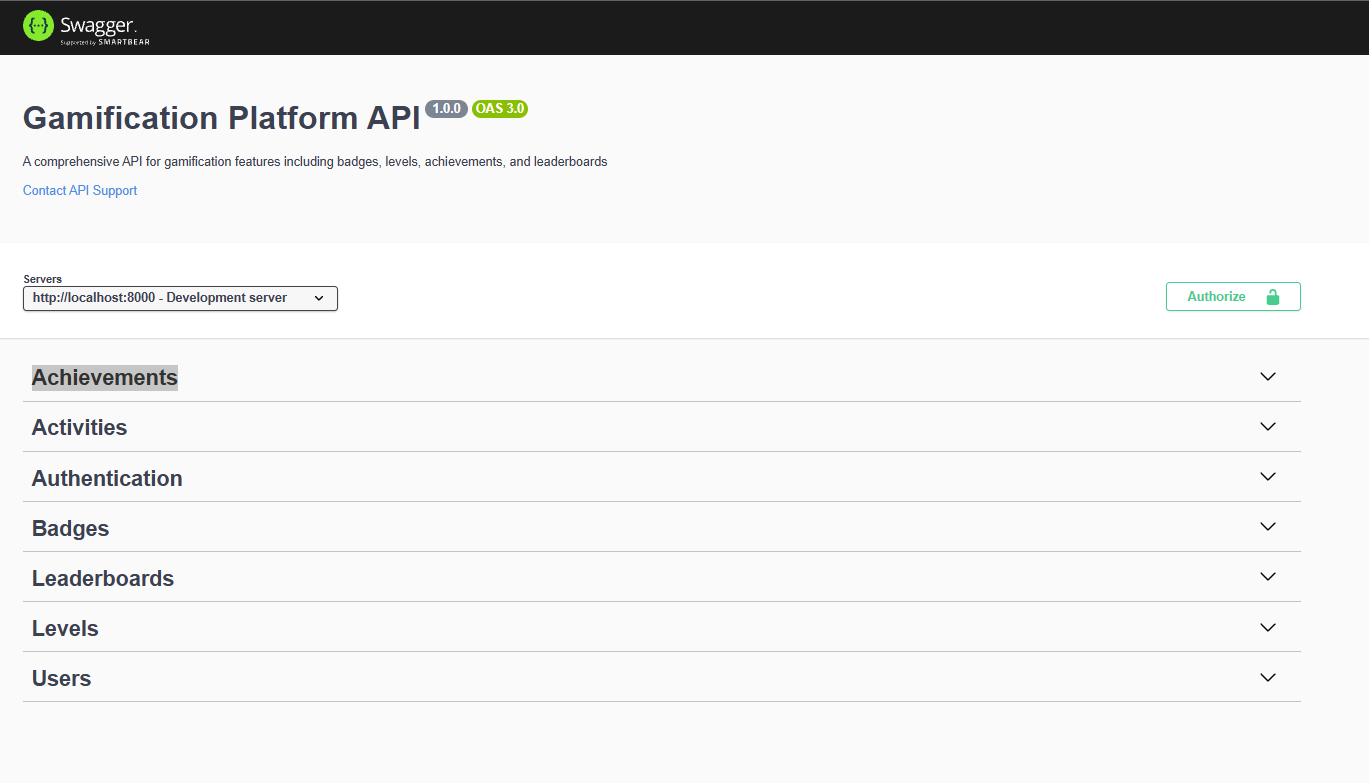 Swagger.
Supported by SMARTBEAR
Gamification Platform API 1.0.0 OAS 3.0
A comprehensive API for gamification features including badges, levels, achievements, and leaderboards
Contact API Support
Servers
http://localhost:8000 - Development server
Authorize
Achievements
Activities
Authentication
Badges
Leaderboards
Levels
Users